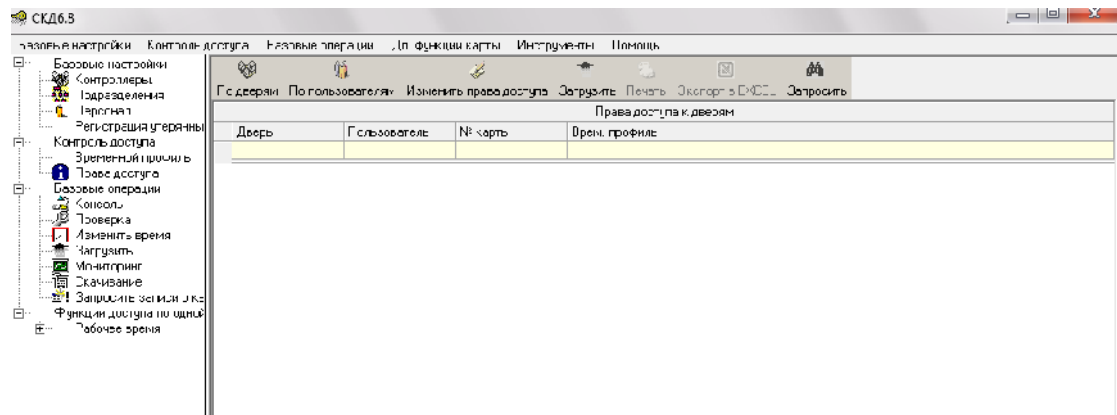 СКД6.3
Базовые настройки Контроль доступа Базовые операции Доп функции карты Инструменты Помощь
По дверям По пользователям Изменить права доступа Загрузить Печать Экспорт в EXCEL Запросить
Права доступа к дверям
Дверь Пользователь № карты Врем. профиль
Базовые настройки
Контроллеры
Подразделения
Персонал
Регистрация утерянны
Контроль доступа
Временной профиль
Права доступа
Базовые операции
Консоль
Проверка
Изменить время
Загрузить
Мониторинг
Скачивание
Запросить записи о ка
Функции доступа по одной
Рабочее время